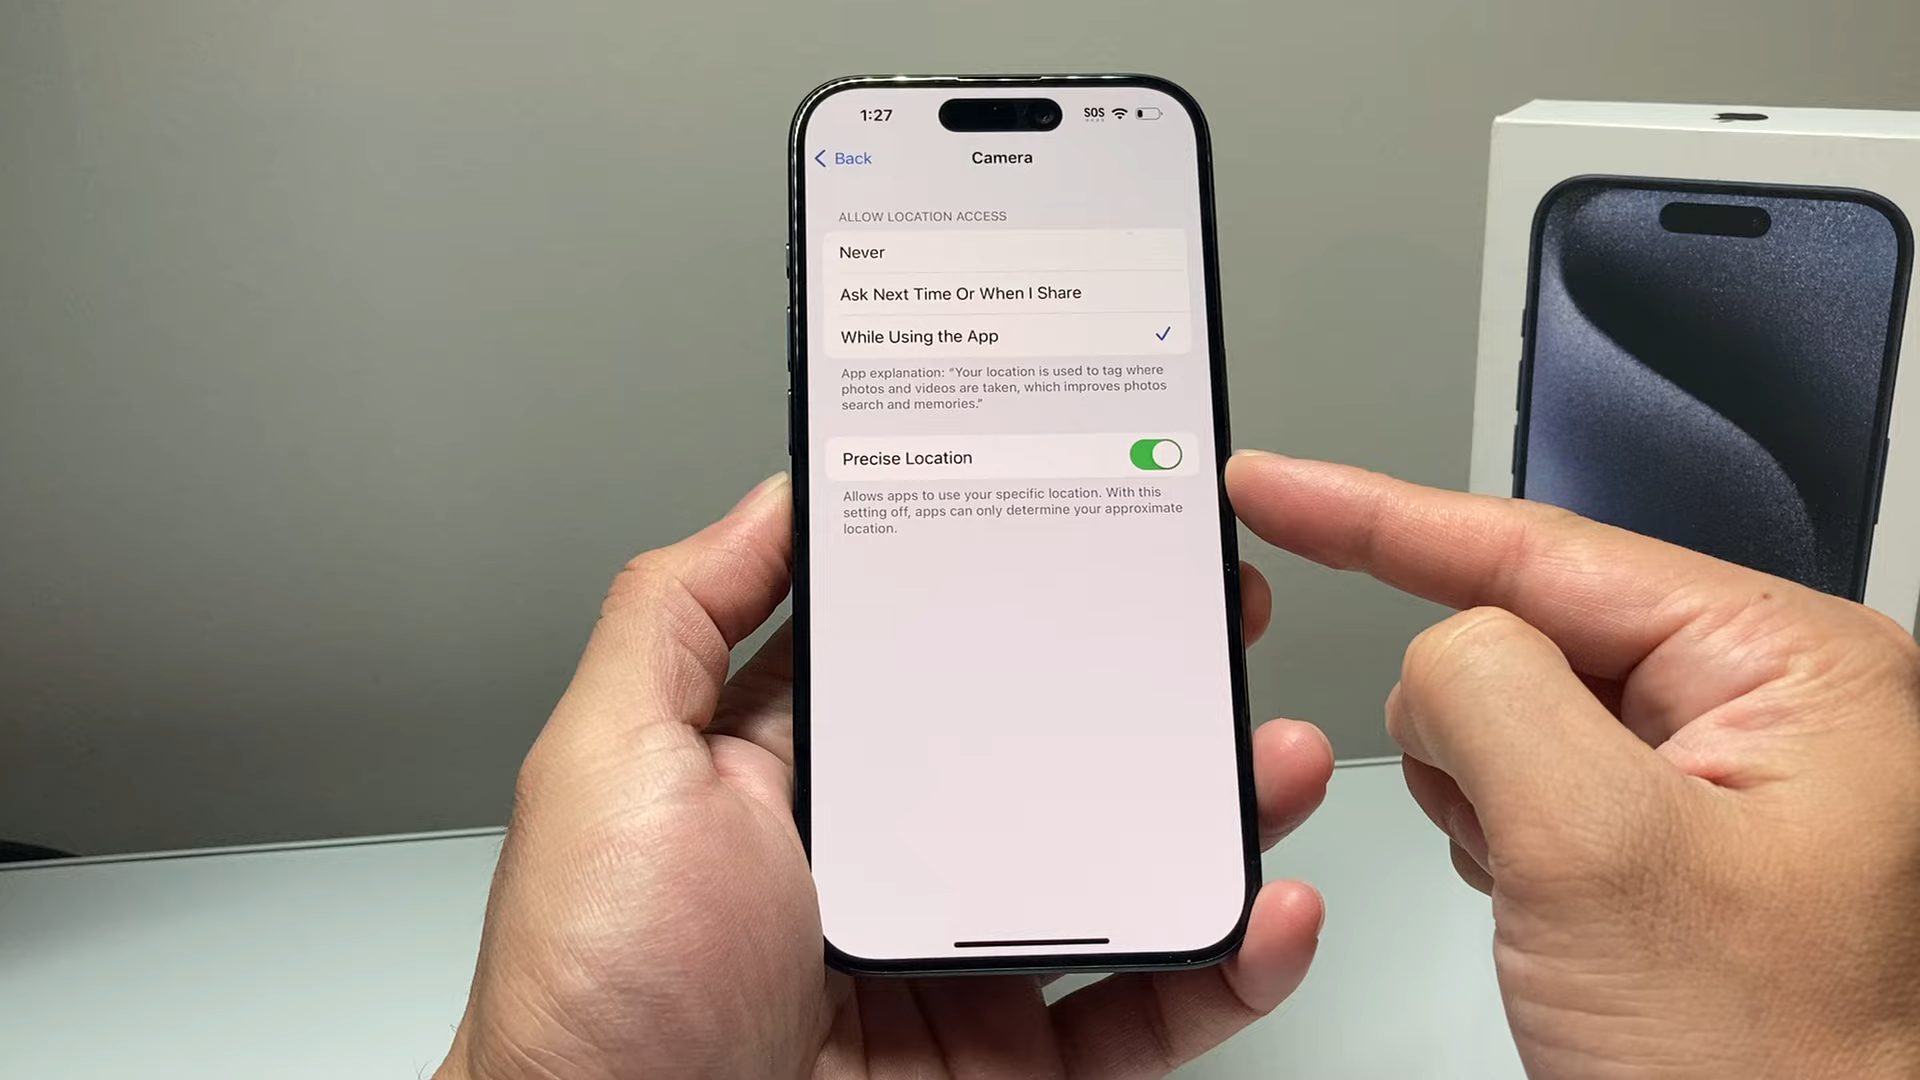 1:27
SOS
Back
Camera
ALLOW LOCATION ACCESS
Never
Ask Next Time Or When I Share
While Using the App
App explanation: “Your location is used to tag where
photos and videos are taken, which improves photos
search and memories.”
Precise Location
Allows apps to use your specific location. With this
setting off, apps can only determine your approximate
location.